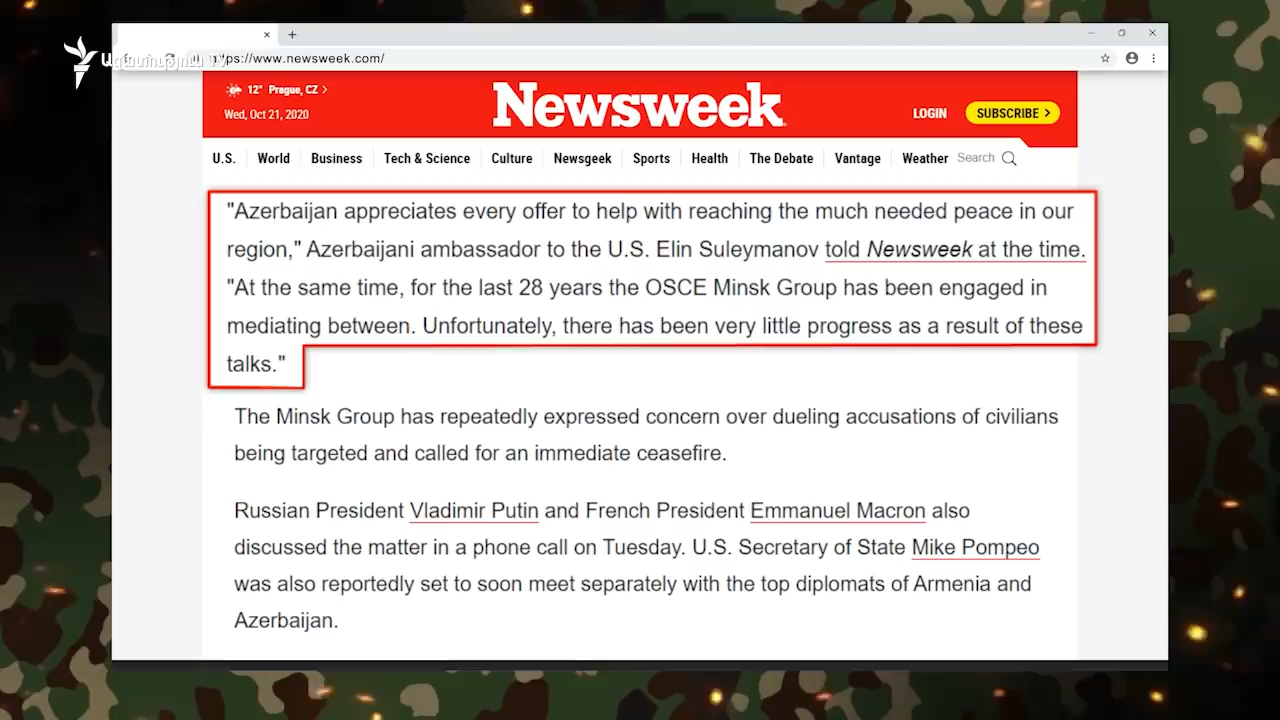 Ազատություն TV
https://www.newsweek.com/
12° Prague, CZ
Wed, Oct 21, 2020
Newsweek
LOGIN
SUBSCRIBE
U.S. World Business Tech & Science Culture Newsgeek Sports Health The Debate Vantage Weather Search
"Azerbaijan appreciates every offer to help with reaching the much needed peace in our
region," Azerbaijani ambassador to the U.S. Elin Suleymanov told Newsweek at the time.
"At the same time, for the last 28 years the OSCE Minsk Group has been engaged in
mediating between. Unfortunately, there has been very little progress as a result of these
talks."
The Minsk Group has repeatedly expressed concern over dueling accusations of civilians
being targeted and called for an immediate ceasefire.
Russian President Vladimir Putin and French President Emmanuel Macron also
discussed the matter in a phone call on Tuesday. U.S. Secretary of State Mike Pompeo
was also reportedly set to soon meet separately with the top diplomats of Armenia and
Azerbaijan.